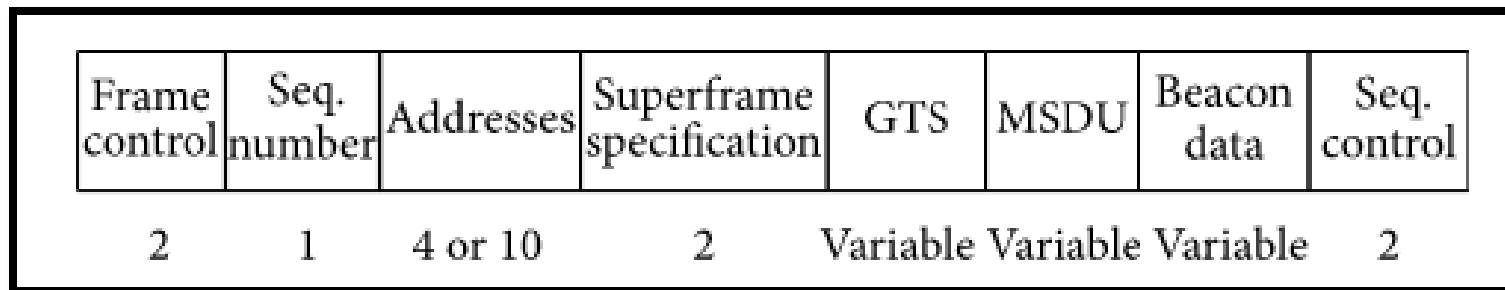 Frame control
Seq. number
Addresses
Superframe specification
GTS
MSDU
Beacon data
Seq. control
2 1 4 or 10 2 Variable Variable Variable 2